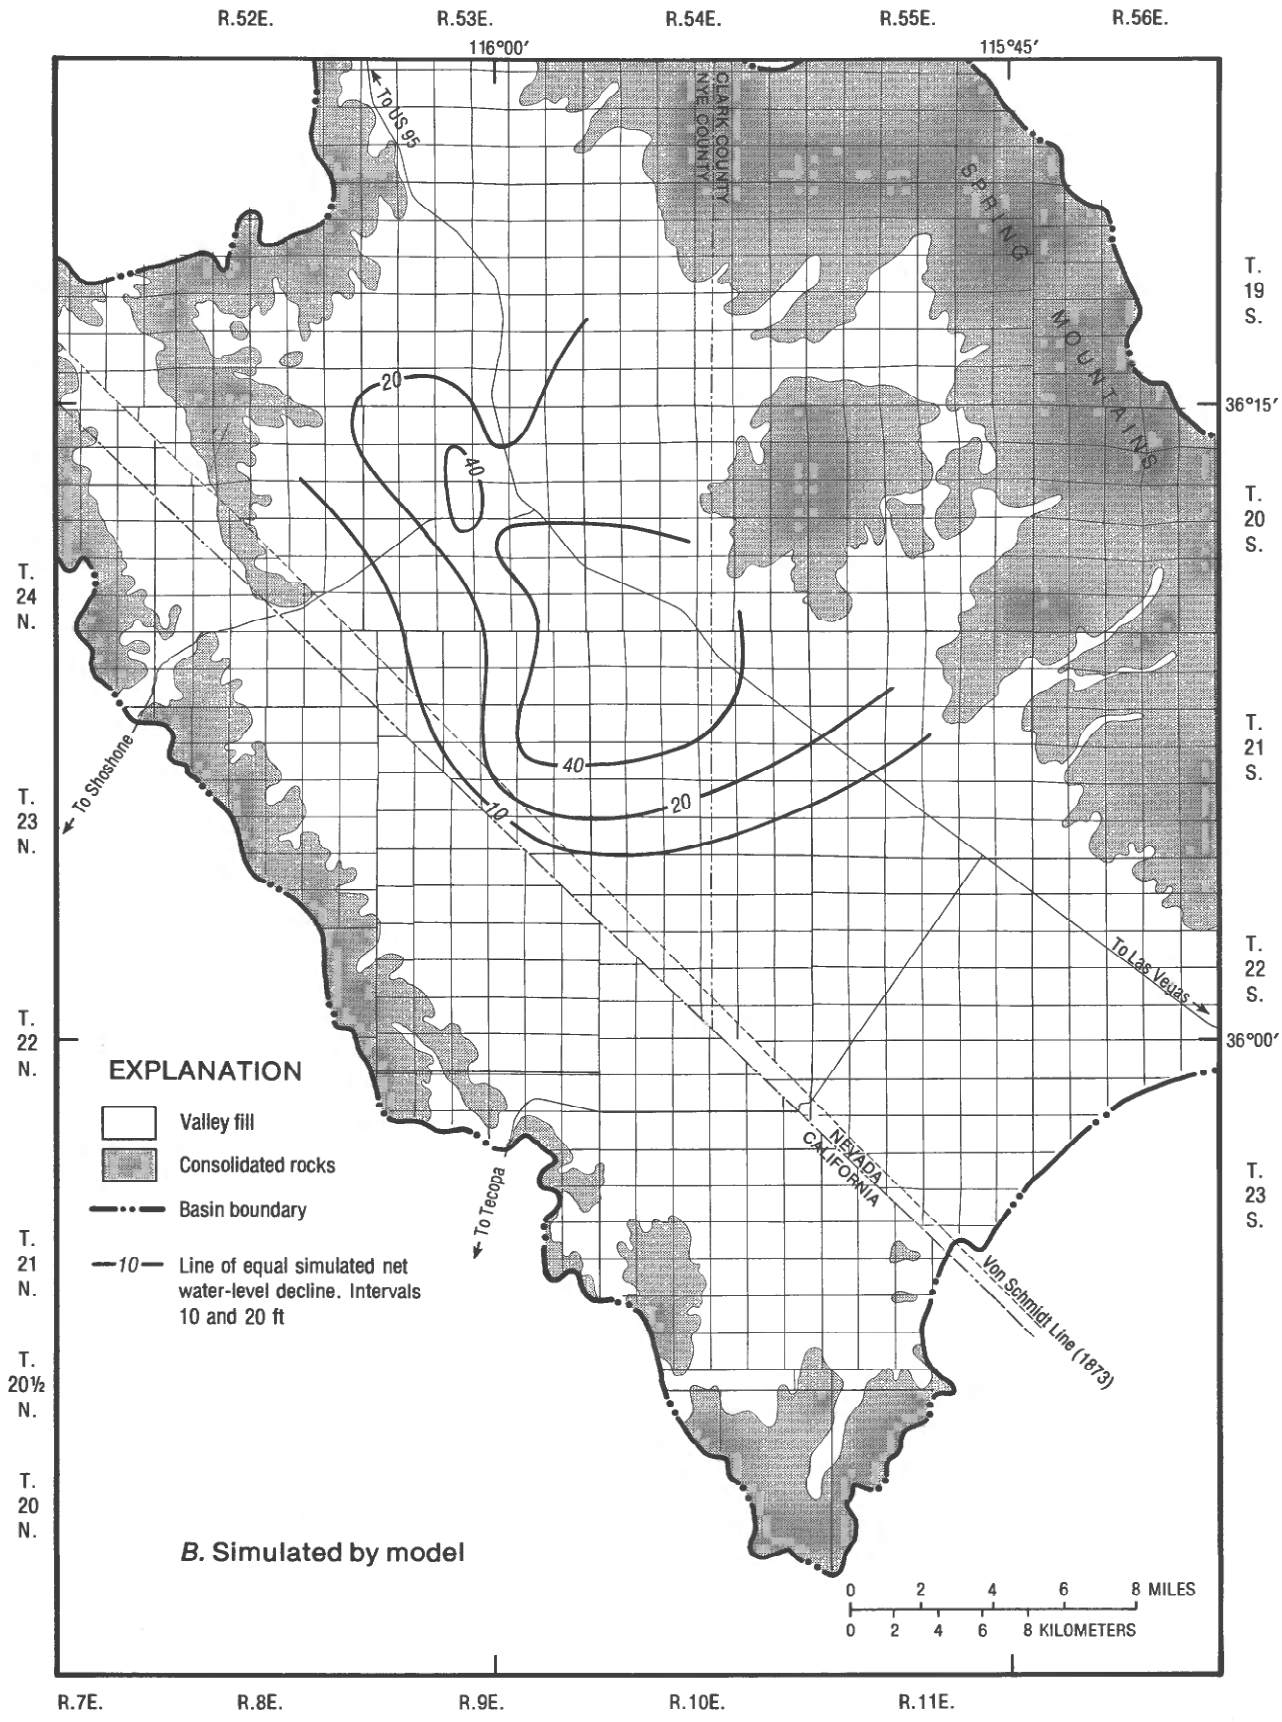 R.52E. R.53E. R.54E. R.55E. R.56E.
116°00′ 115°45′
To US 95
CLARK COUNTY
NYE COUNTY
SPRING
MOUNTAINS
T.
19
S.
36°15′
T.
20
S.
T.
21
S.
T.
22
S.
36°00′
T.
23
S.
T.
24
N.
T.
23
N.
T.
22
N.
T.
21
N.
T.
20½
N.
T.
20
N.
20
40
40
20
10
To Shoshone
To Las Vegas
To Tecopa
NEVADA
CALIFORNIA
Von Schmidt Line (1873)
EXPLANATION
Valley fill
Consolidated rocks
Basin boundary
10 Line of equal simulated net
water-level decline. Intervals
10 and 20 ft
B. Simulated by model
0 2 4 6 8 MILES
0 2 4 6 8 KILOMETERS
R.7E. R.8E. R.9E. R.10E. R.11E.